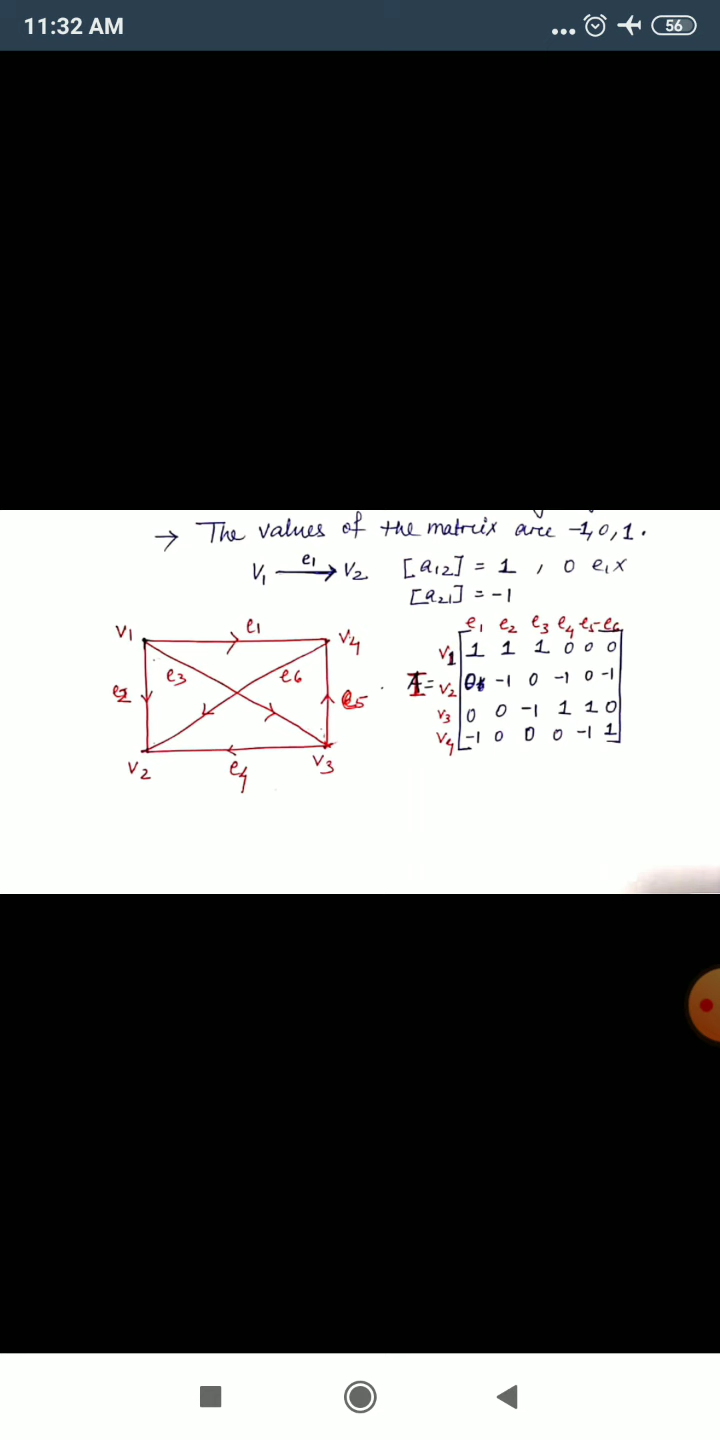 11:32 AM
56
→ The values of the matrix are -1, 0, 1.
V1 e1 → V2 [a12] = 1 , 0 e1x
[a21] = -1
V1 e1 V4
e3 e6
e2 e5
V2 e4 V3
e1 e2 e3 e4 e5 e6
V1 1 1 1 0 0 0
I = V2 0 -1 0 -1 0 -1
V3 0 0 -1 1 1 0
V4 -1 0 0 0 -1 1